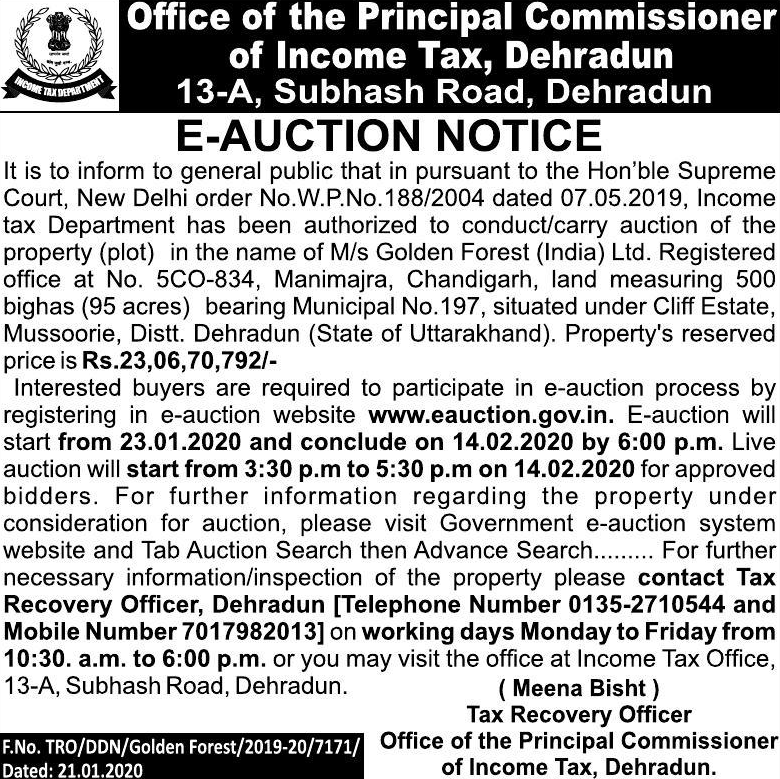 Office of the Principal Commissioner
of Income Tax, Dehradun
13-A, Subhash Road, Dehradun
INCOME TAX DEPARTMENT
E-AUCTION NOTICE
It is to inform to general public that in pursuant to the Hon'ble Supreme
Court, New Delhi order No.W.P.No.188/2004 dated 07.05.2019, Income
tax Department has been authorized to conduct/carry auction of the
property (plot) in the name of M/s Golden Forest (India) Ltd. Registered
office at No. 5CO-834, Manimajra, Chandigarh, land measuring 500
bighas (95 acres) bearing Municipal No.197, situated under Cliff Estate,
Mussoorie, Distt. Dehradun (State of Uttarakhand). Property's reserved
price is Rs.23,06,70,792/-
Interested buyers are required to participate in e-auction process by
registering in e-auction website www.eauction.gov.in. E-auction will
start from 23.01.2020 and conclude on 14.02.2020 by 6:00 p.m. Live
auction will start from 3:30 p.m to 5:30 p.m on 14.02.2020 for approved
bidders. For further information regarding the property under
consideration for auction, please visit Government e-auction system
website and Tab Auction Search then Advance Search......... For further
necessary information/inspection of the property please contact Tax
Recovery Officer, Dehradun [Telephone Number 0135-2710544 and
Mobile Number 7017982013] on working days Monday to Friday from
10:30. a.m. to 6:00 p.m. or you may visit the office at Income Tax Office,
13-A, Subhash Road, Dehradun.
( Meena Bisht )
Tax Recovery Officer
Office of the Principal Commissioner
of Income Tax, Dehradun.
F.No. TRO/DDN/Golden Forest/2019-20/7171/
Dated: 21.01.2020